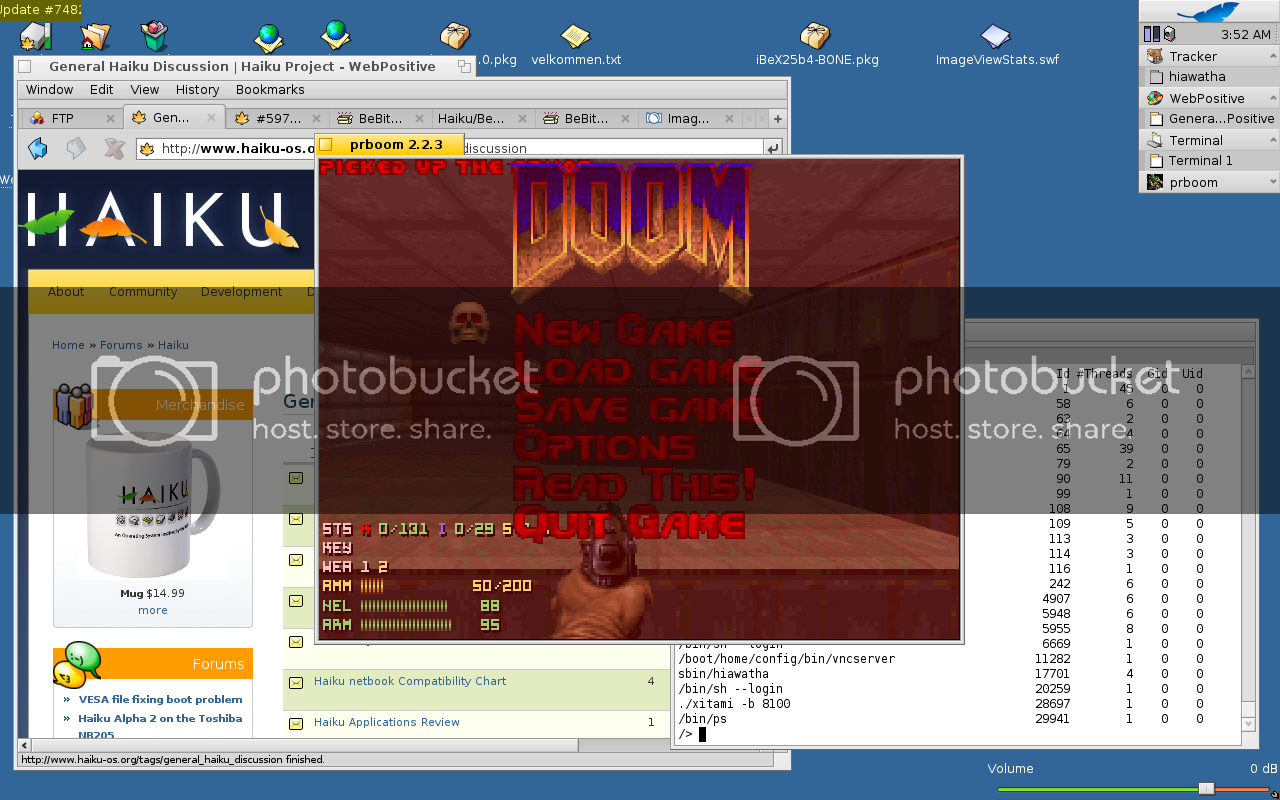 Update #7482
.0.pkg
velkommen.txt
iBeX25b4-BONE.pkg
ImageViewStats.swf
3:52 AM
Tracker
hiawatha
WebPositive
Genera...Positive
Terminal
Terminal 1
prboom
General Haiku Discussion | Haiku Project - WebPositive
Window Edit View History Bookmarks
FTP Gen... #597... BeBit... Haiku/Be... BeBit... Imag...
http://www.haiku-os.o
discussion
prboom 2.2.3
PICKED UP THE ARMOR
DOOM
New Game
Load Game
Save Game
Options
Read This!
Quit Game
STS K 0/131 I 0/29 S
KEY
WEA 1 2
AMM 50/200
HEL 88
ARM 95
HAIKU
About Community Development
Home » Forums » Haiku
Merchandise
HAIKU
Mug $14.99
more
Forums
» VESA file fixing boot problem
» Haiku Alpha 2 on the Toshiba
NB205
Gen
Haiku netbook Compatibility Chart 4
Haiku Applications Review 1
http://www.haiku-os.org/tags/general_haiku_discussion finished.
photobucket
host. store. share.
photobucket
host. store. share.
Id #Threads Gid Uid
1 45 0 0
58 6 0 0
63 2 0 0
64 4 0 0
65 39 0 0
79 2 0 0
90 11 0 0
99 1 0 0
108 9 0 0
109 5 0 0
113 3 0 0
114 3 0 0
116 1 0 0
242 6 0 0
4907 6 0 0
5948 6 0 0
5955 8 0 0
/bin/sh --login 6669 1 0 0
/boot/home/config/bin/vncserver 11282 1 0 0
sbin/hiawatha 17701 4 0 0
/bin/sh --login 20259 1 0 0
./xitami -b 8100 28697 1 0 0
/bin/ps 29941 1 0 0
/>
Volume 0 dB